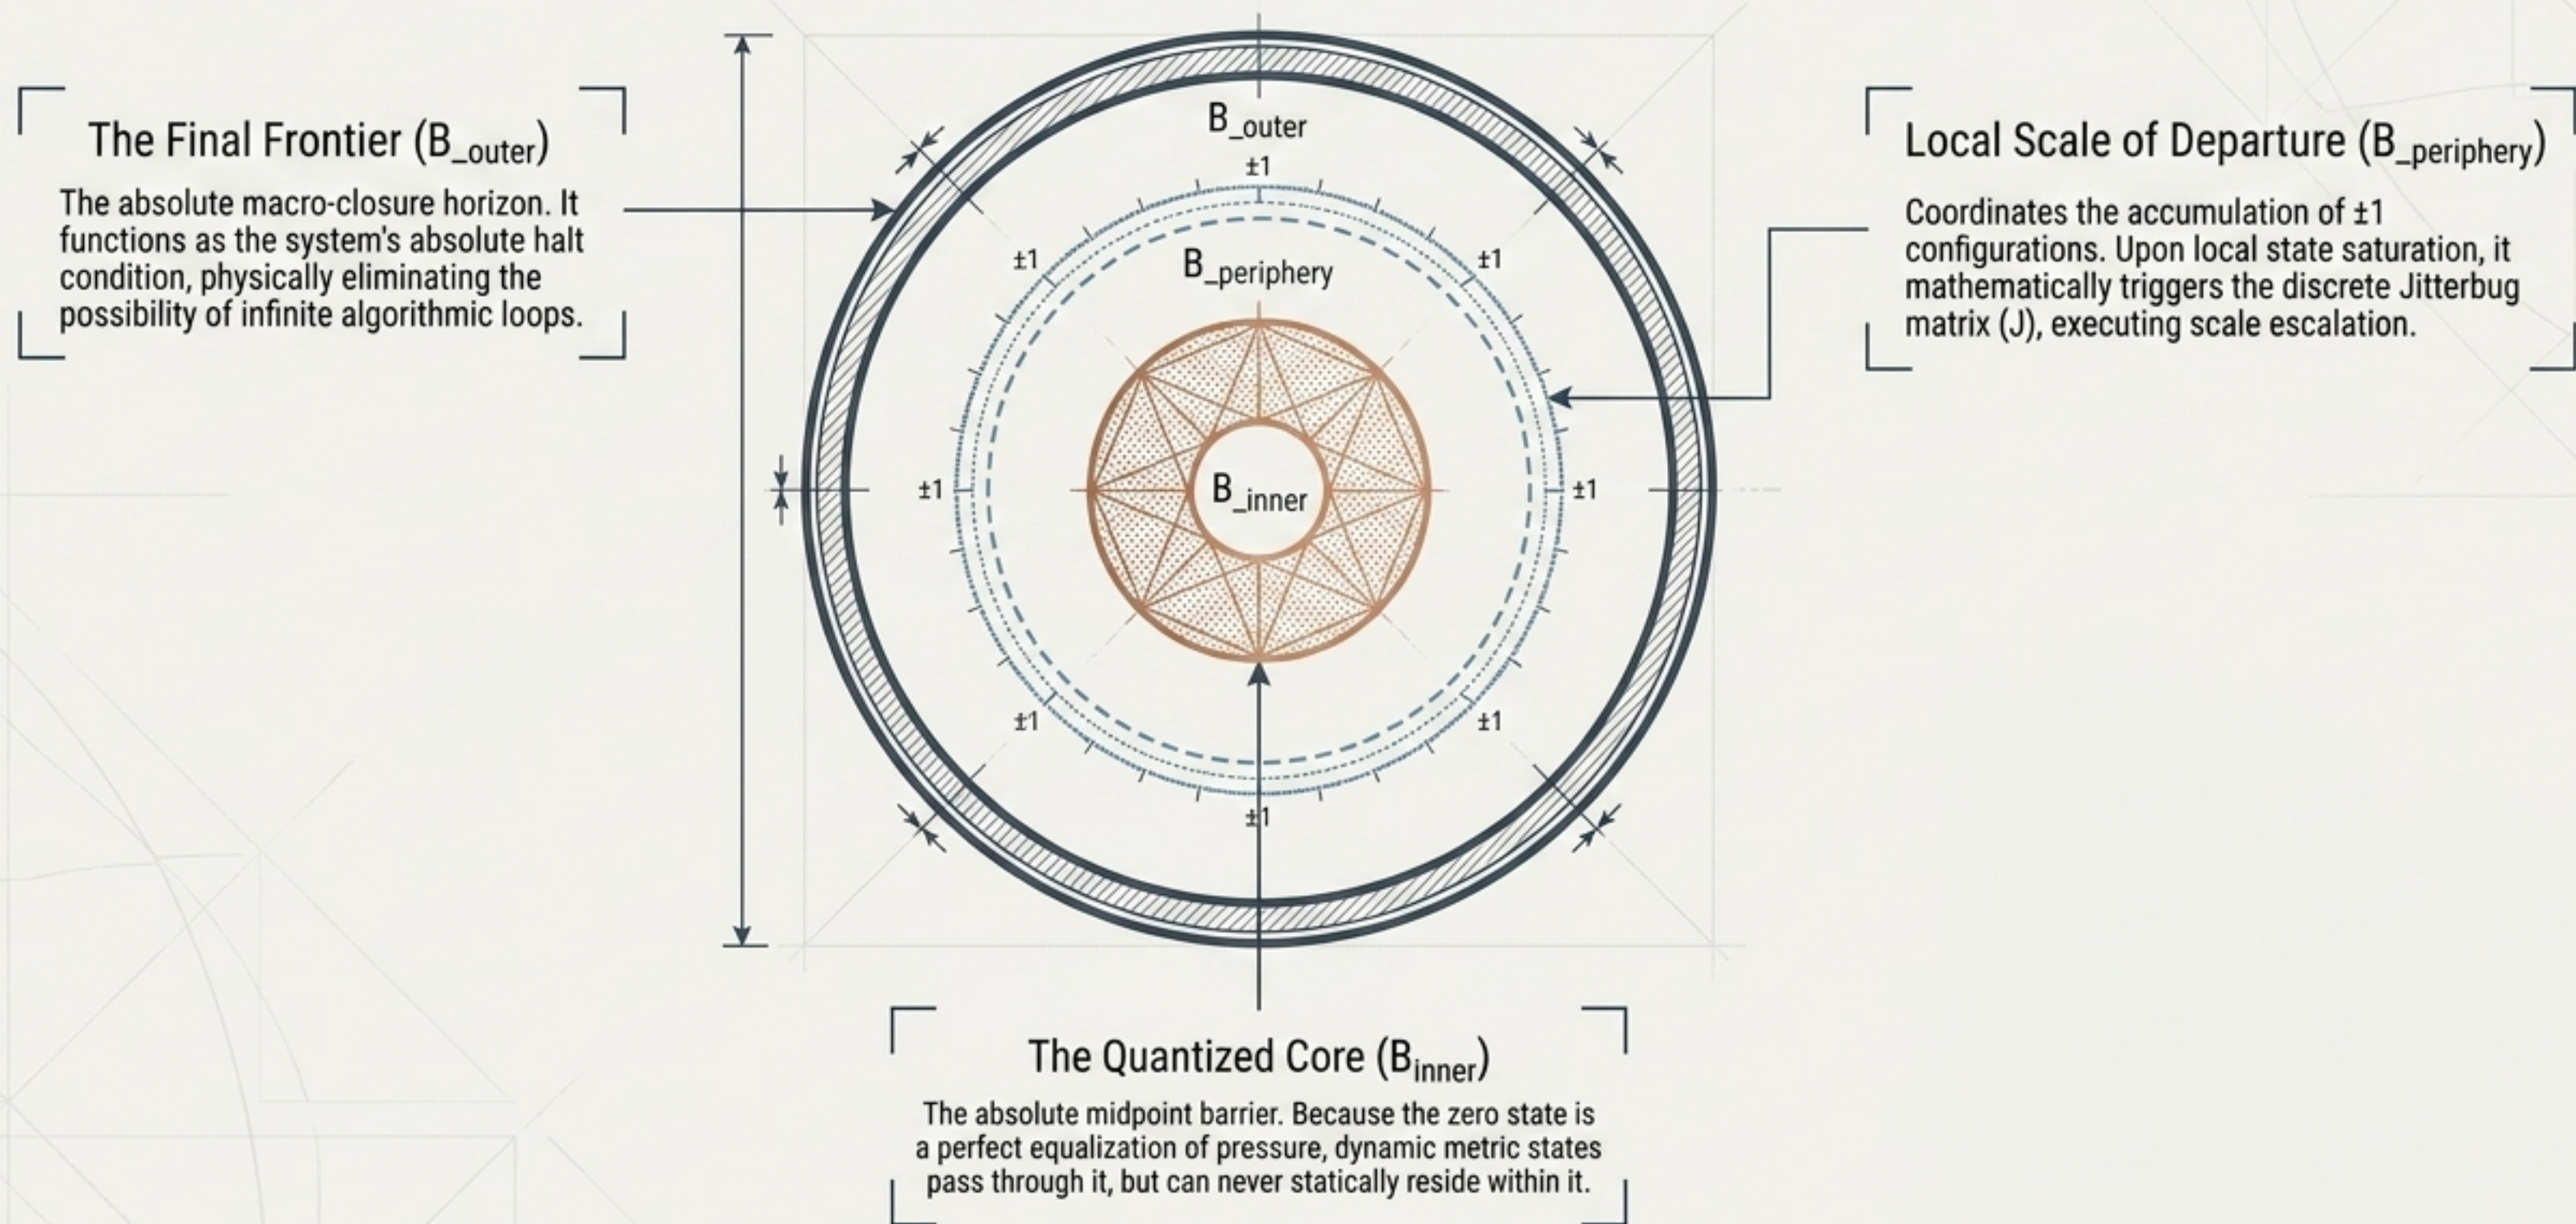 The Final Frontier (B_outer)
The absolute macro-closure horizon. It
functions as the system's absolute halt
condition, physically eliminating the
possibility of infinite algorithmic loops.
B_outer
±1
±1
±1
B_periphery
B_inner
±1
±1
±1
±1
±1
Local Scale of Departure (B_periphery)
Coordinates the accumulation of ±1
configurations. Upon local state saturation, it
mathematically triggers the discrete Jitterbug
matrix (J), executing scale escalation.
The Quantized Core (Binner)
The absolute midpoint barrier. Because the zero state is
a perfect equalization of pressure, dynamic metric states
pass through it, but can never statically reside within it.